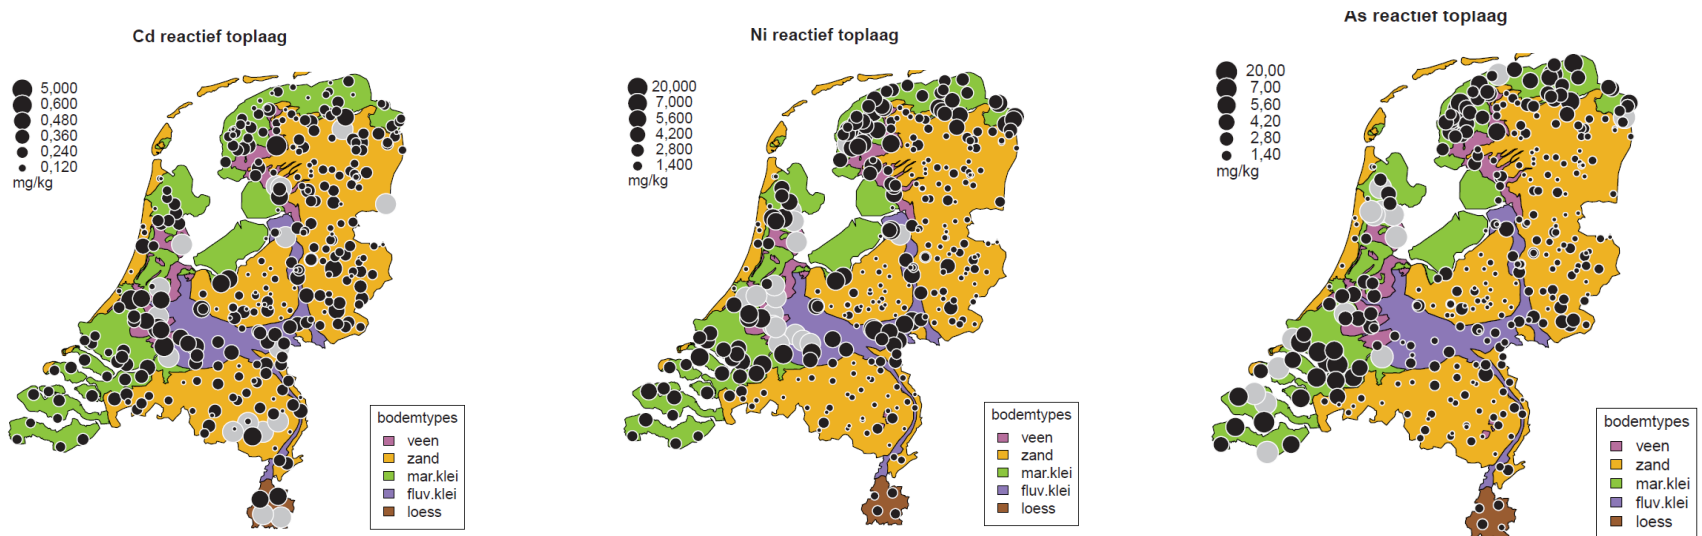 Cd reactief toplaag
5,000
0,600
0,480
0,360
0,240
0,120
mg/kg
bodemtypes
veen
zand
mar.klei
fluv.klei
loess
Ni reactief toplaag
20,000
7,000
5,600
4,200
2,800
1,400
mg/kg
bodemtypes
veen
zand
mar.klei
fluv.klei
loess
As reactief toplaag
20,00
7,00
5,60
4,20
2,80
1,40
mg/kg
bodemtypes
veen
zand
mar.klei
fluv.klei
loess